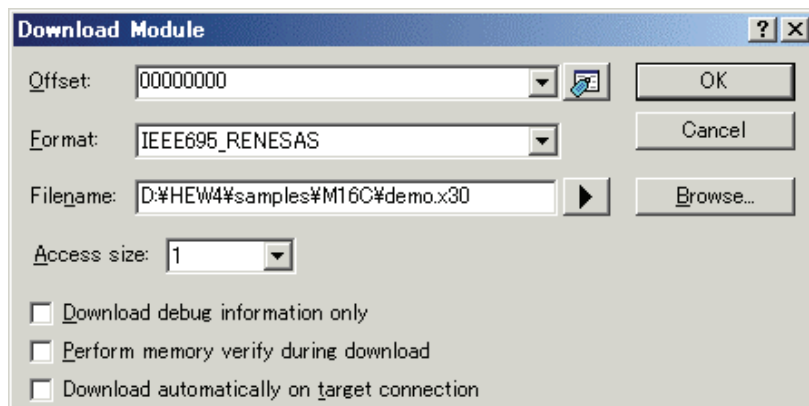 Download Module
Offset: 00000000 OK
Format: IEEE695_RENESAS Cancel
Filename: D:¥HEW4¥samples¥M16C¥demo.x30 Browse...
Access size: 1
Download debug information only
Perform memory verify during download
Download automatically on target connection